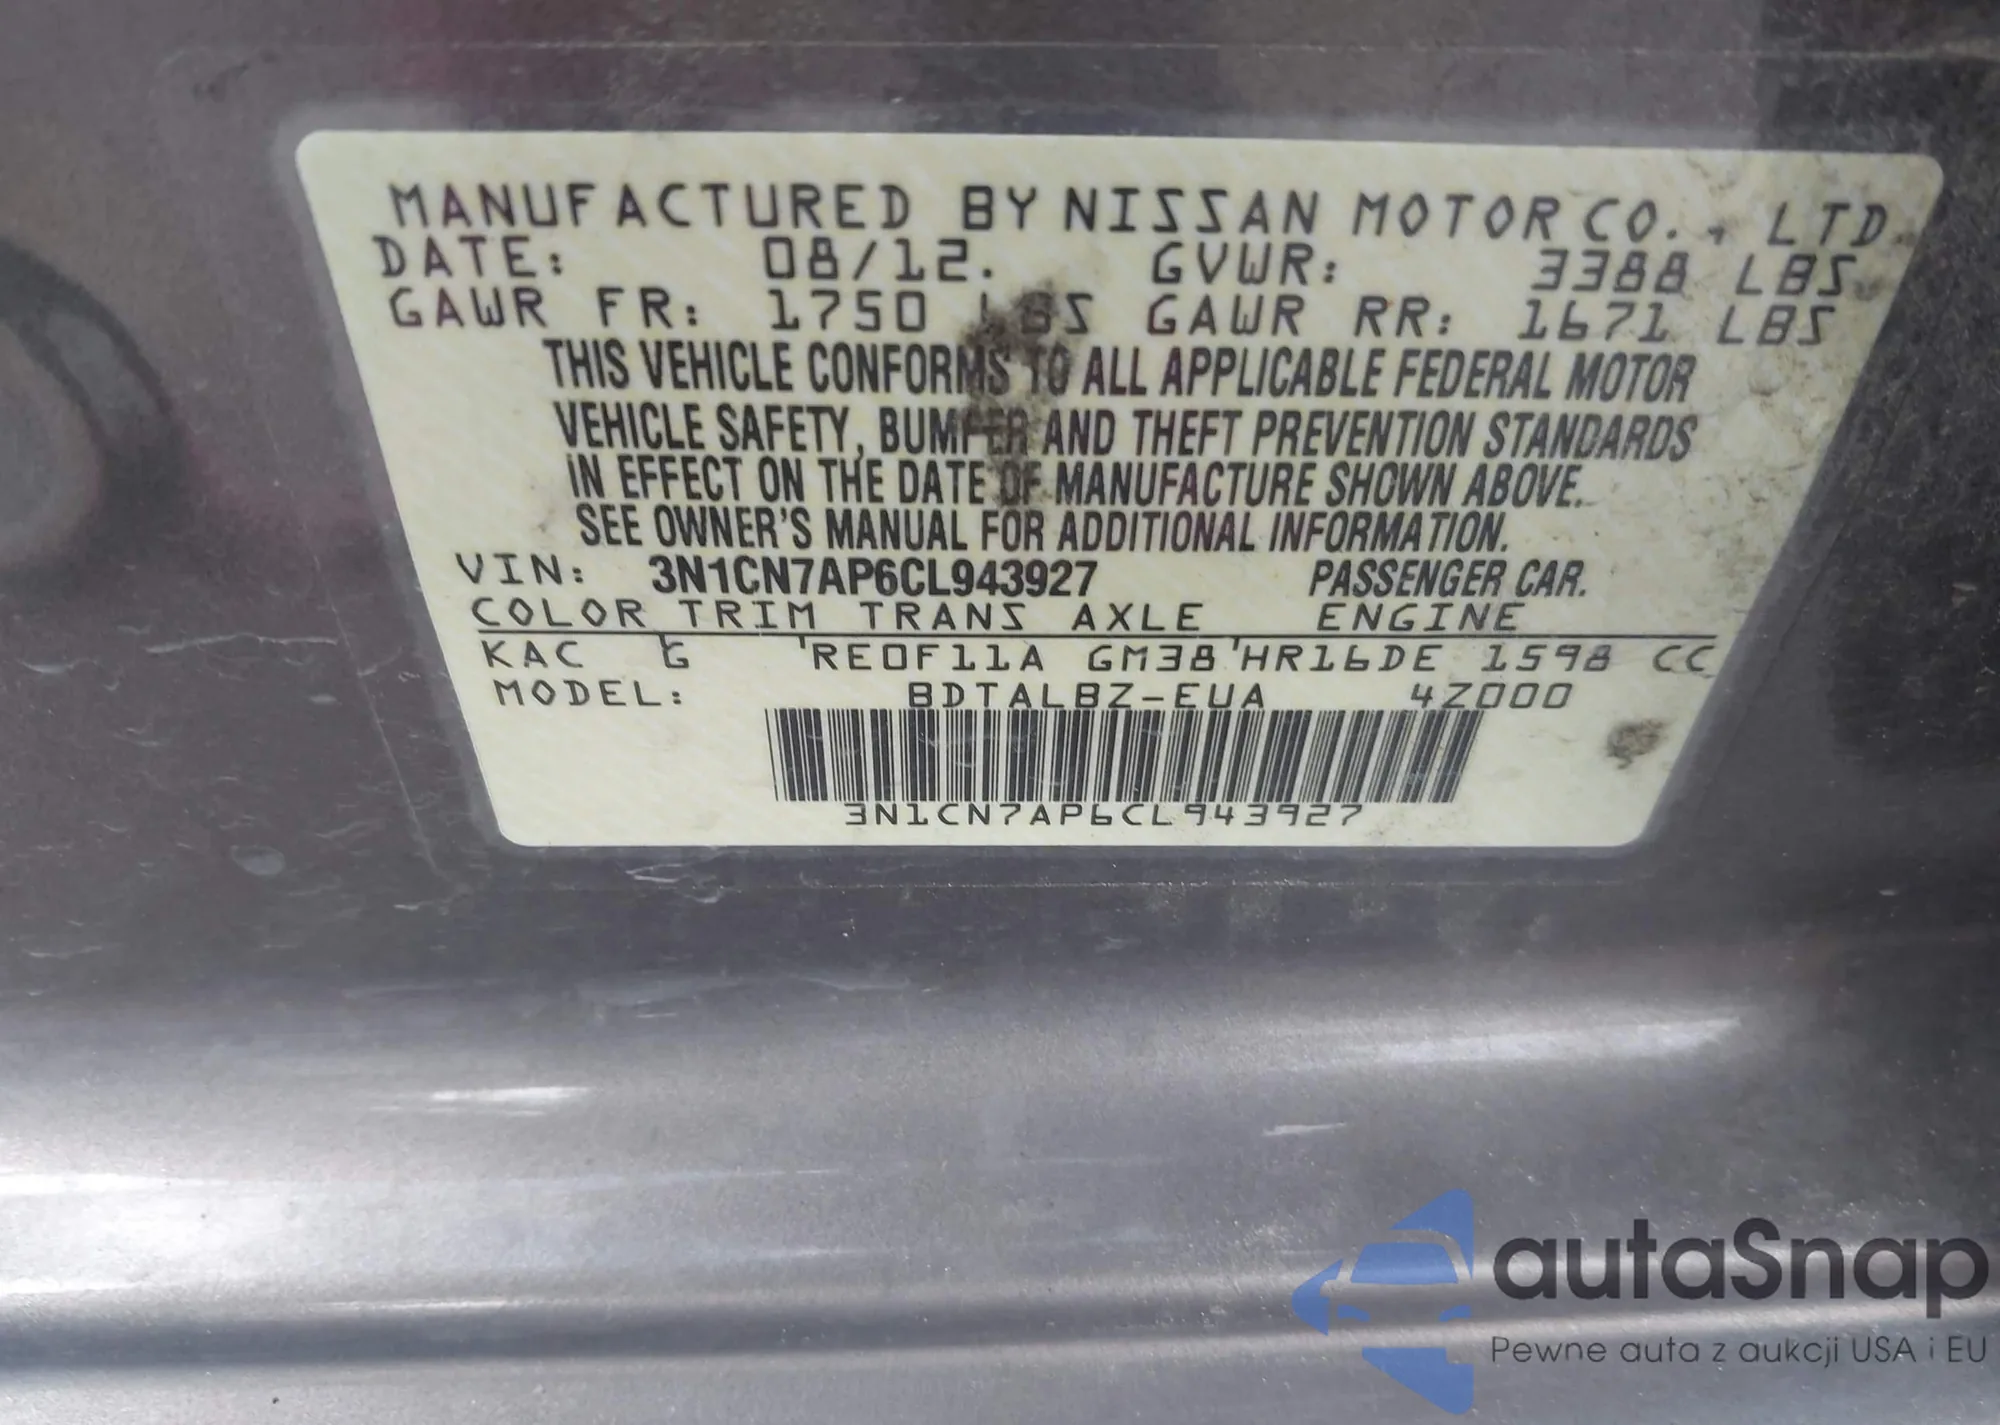 MANUFACTURED BY NISSAN MOTOR CO., LTD
DATE: 08/12. GVWR: 3388 LBS
GAWR FR: 1750 LBS GAWR RR: 1671 LBS
THIS VEHICLE CONFORMS TO ALL APPLICABLE FEDERAL MOTOR
VEHICLE SAFETY, BUMPER AND THEFT PREVENTION STANDARDS
IN EFFECT ON THE DATE OF MANUFACTURE SHOWN ABOVE.
SEE OWNER'S MANUAL FOR ADDITIONAL INFORMATION.
VIN: 3N1CN7AP6CL943927 PASSENGER CAR.
COLOR TRIM TRANS AXLE ENGINE
KAC G RE0F11A GM38 HR16DE 1598 CC
MODEL: BDTALBZ-EUA 4Z000
3N1CN7AP6CL943927
autaSnap
Pewne auta z aukcji USA i EU